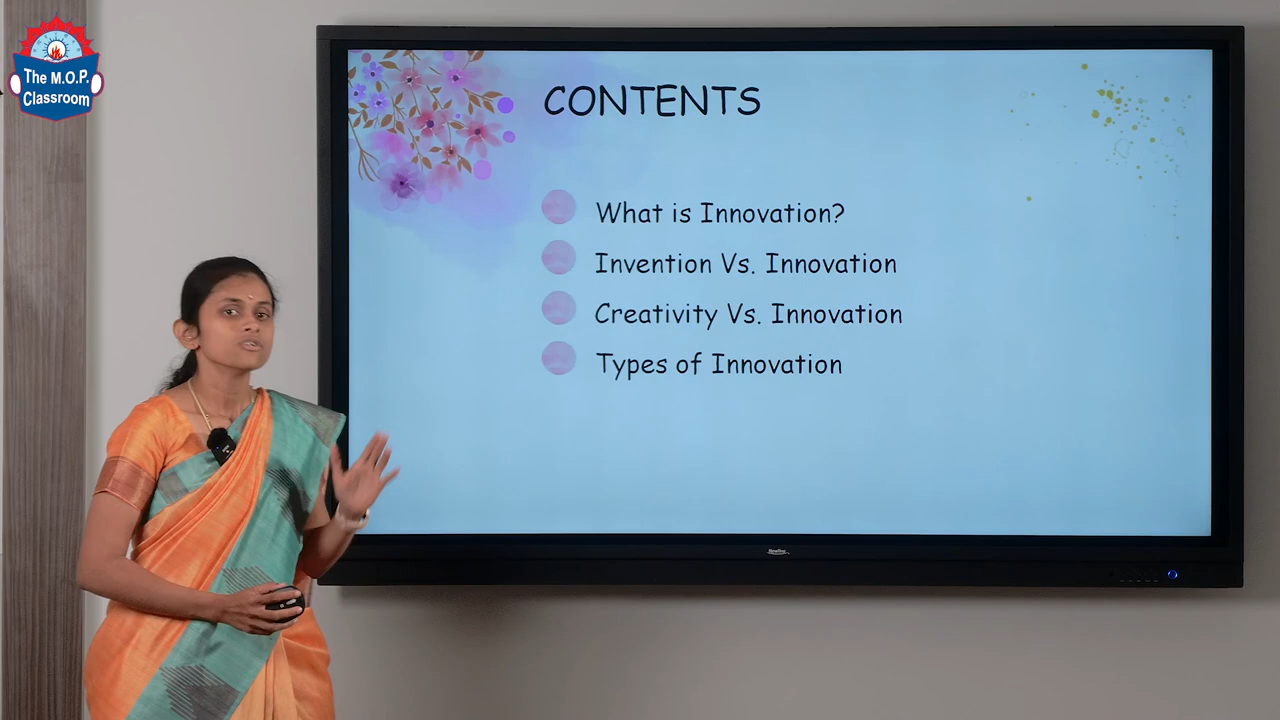 The M.O.P.
Classroom
CONTENTS
What is Innovation?
Invention Vs. Innovation
Creativity Vs. Innovation
Types of Innovation